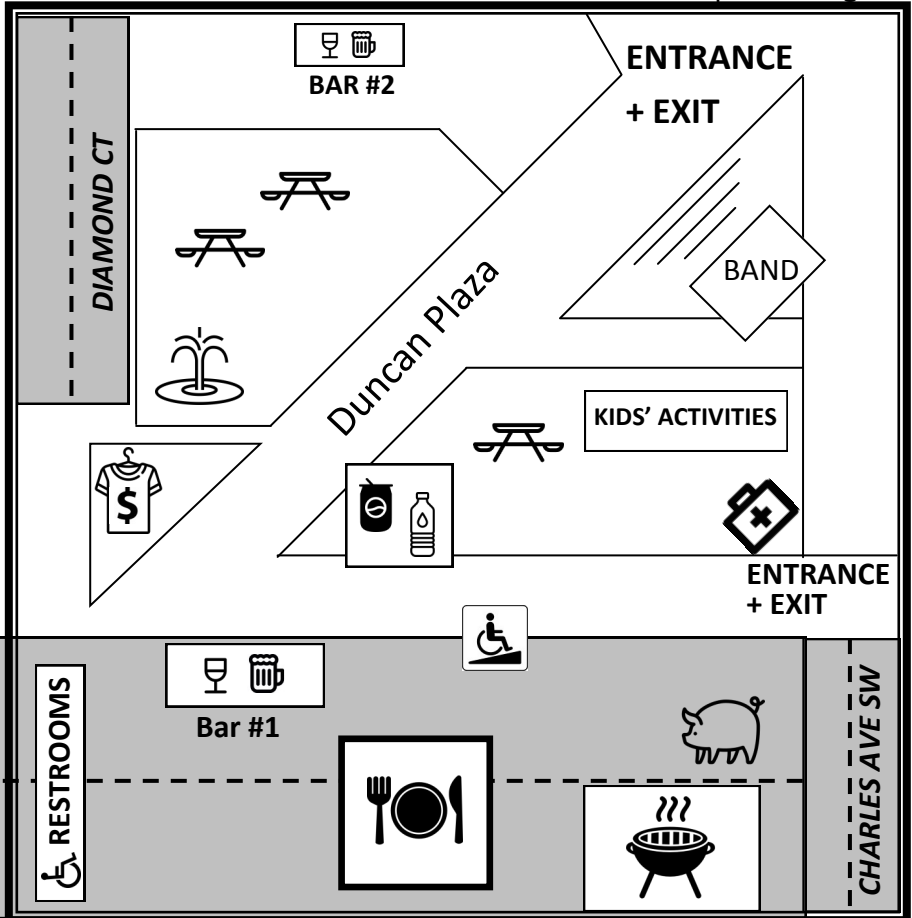 BAR #2
ENTRANCE
+ EXIT
DIAMOND CT
BAND
Duncan Plaza
KIDS' ACTIVITIES
$
ENTRANCE
+ EXIT
Bar #1
RESTROOMS
CHARLES AVE SW